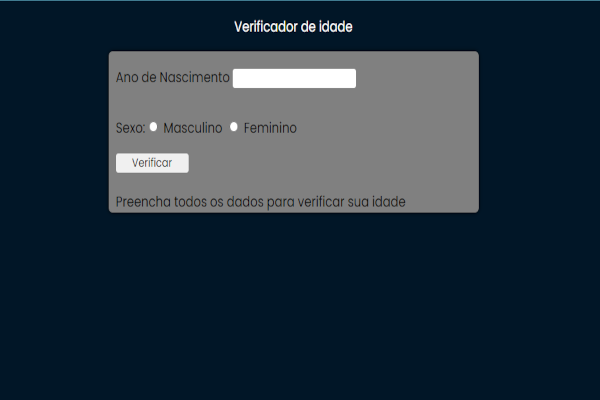 Verificador de idade
Ano de Nascimento
Sexo: Masculino Feminino
Verificar
Preencha todos os dados para verificar sua idade